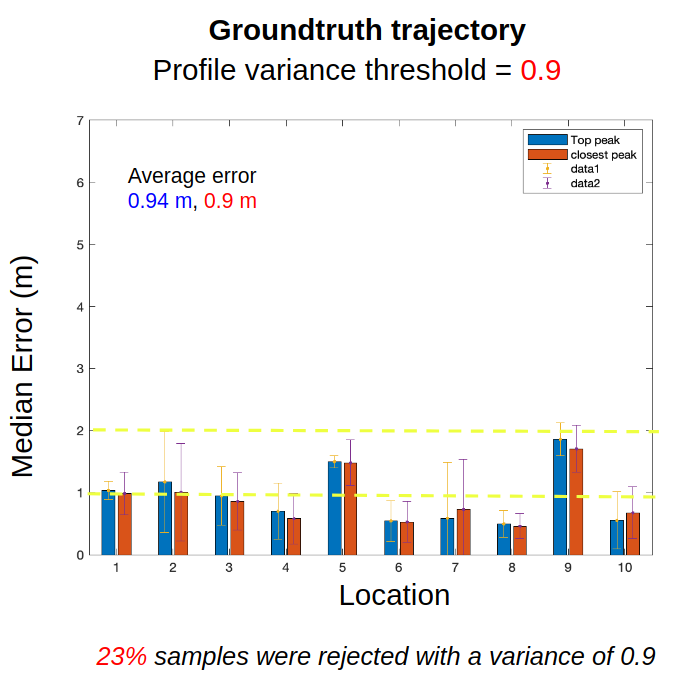 Groundtruth trajectory
Profile variance threshold = 0.9
7
6
5
4
3
2
1
0
Median Error (m)
Average error
0.94 m, 0.9 m
Top peak
closest peak
data1
data2
1 2 3 4 5 6 7 8 9 10
Location
23% samples were rejected with a variance of 0.9